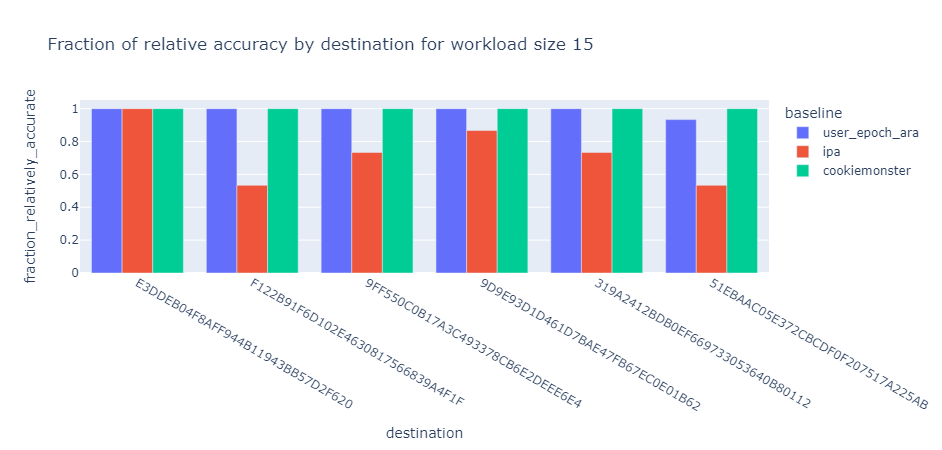 Fraction of relative accuracy by destination for workload size 15
fraction_relatively_accurate
1
0.8
0.6
0.4
0.2
0
E3DDEB04F8AFF944B11943BB57D2F620
F122B91F6D102E4630817566839A4F1F
9FF550C0B17A3C493378CB6E2DEEE6E4
9D9E93D1D461D7BAE47FB67EC0E01B62
319A2412BDB0EF669733053640B80112
51EBAAC05E372CBCDF0F207517A225AB
destination
baseline
user_epoch_ara
ipa
cookiemonster